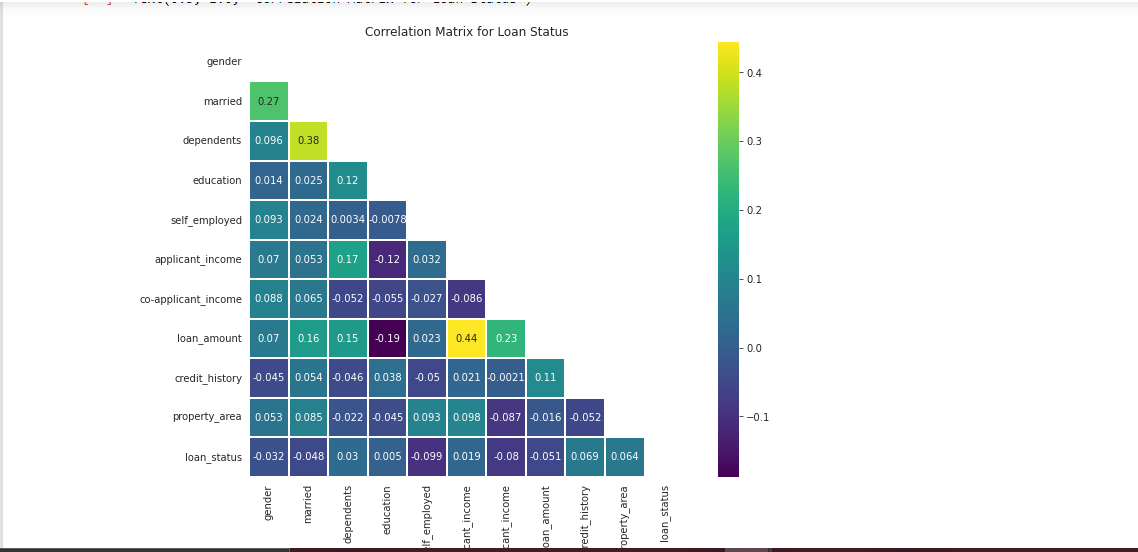 Correlation Matrix for Loan Status
gender
married 0.27
dependents 0.096 0.38
education 0.014 0.025 0.12
self_employed 0.093 0.024 0.0034 -0.0078
applicant_income 0.07 0.053 0.17 -0.12 0.032
co-applicant_income 0.088 0.065 -0.052 -0.055 -0.027 -0.086
loan_amount 0.07 0.16 0.15 -0.19 0.023 0.44 0.23
credit_history -0.045 0.054 -0.046 0.038 -0.05 0.021 -0.0021 0.11
property_area 0.053 0.085 -0.022 -0.045 0.093 0.098 -0.087 -0.016 -0.052
loan_status -0.032 -0.048 0.03 0.005 -0.099 0.019 -0.08 -0.051 0.069 0.064
gender
married
dependents
education
elf_employed
cant_income
cant_income
oan_amount
redit_history
roperty_area
loan_status
0.4
0.3
0.2
0.1
0.0
−0.1